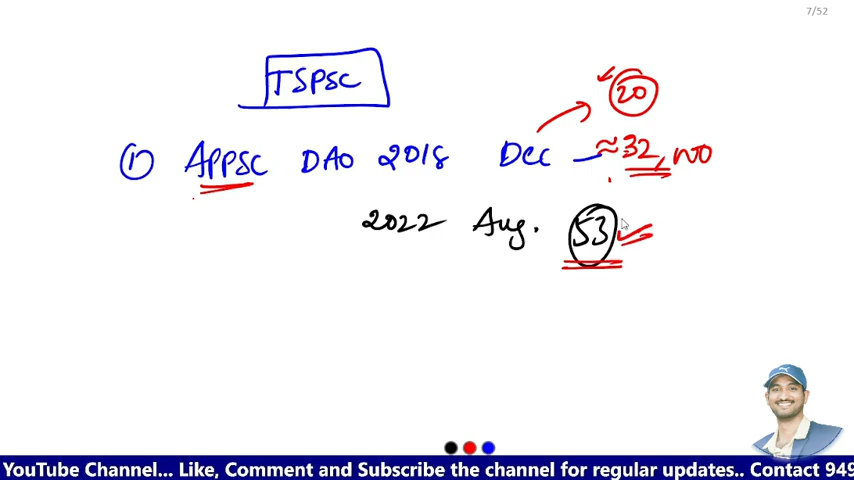 7/52
TSPSC
20
① APPSC DAO 2018 Dec - ≈ 32,000
2022 Aug. 53
YouTube Channel... Like, Comment and Subscribe the channel for regular updates.. Contact 949